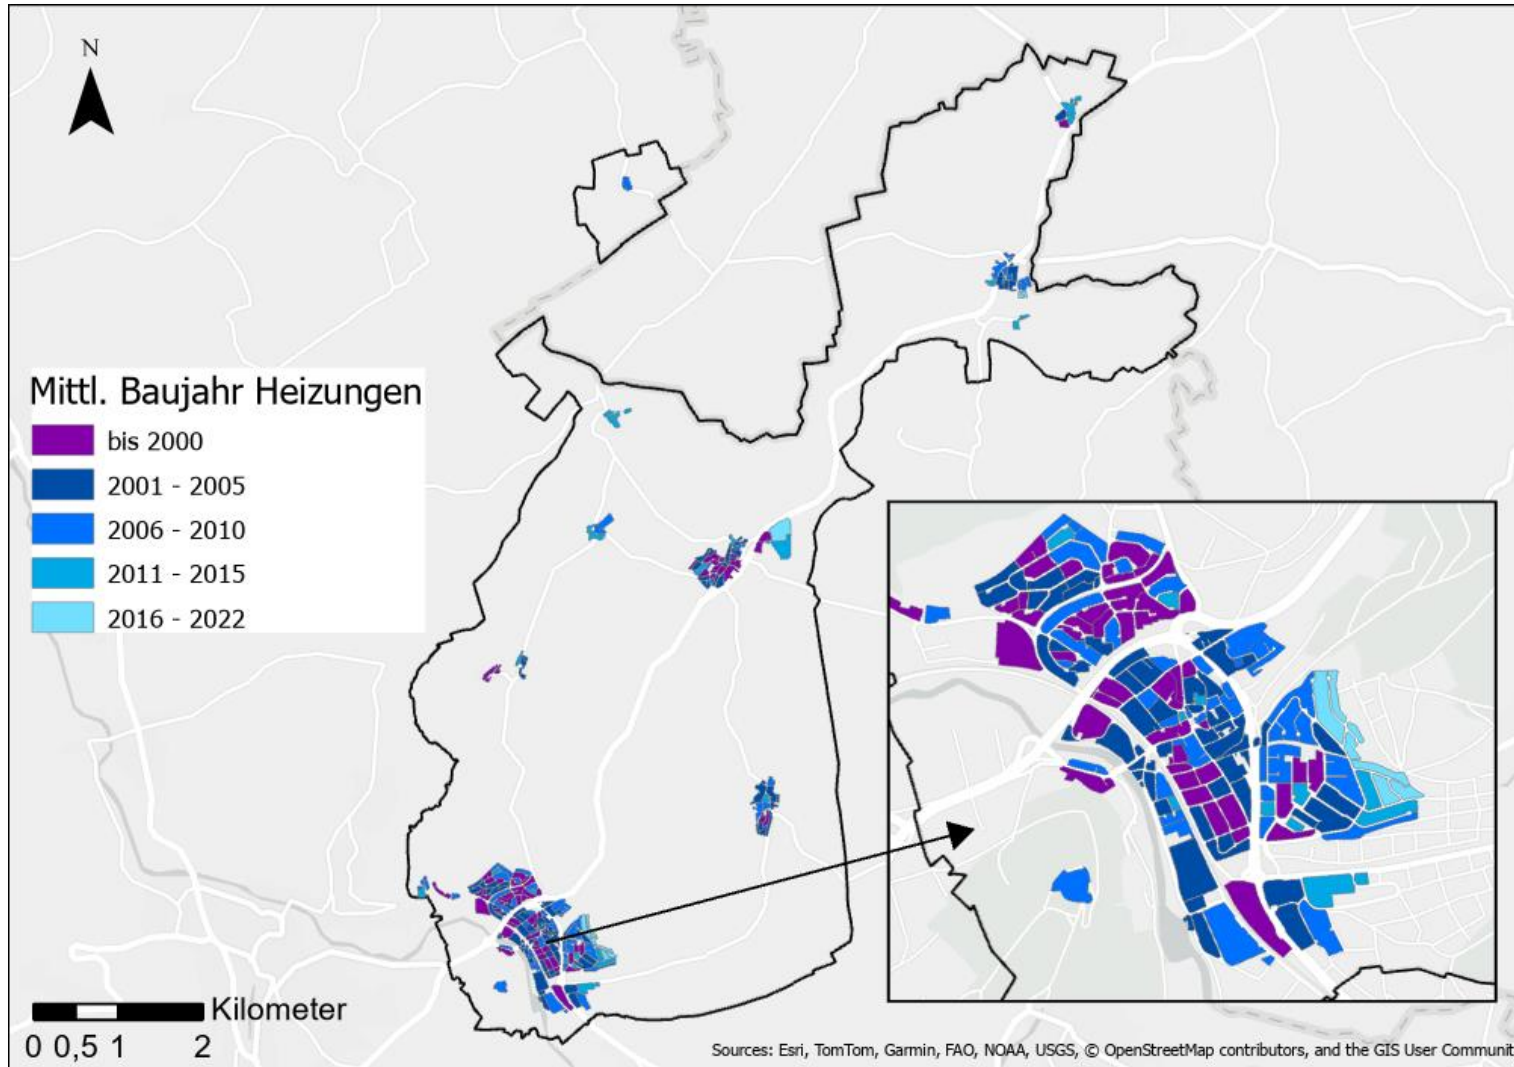 N
Mittl. Baujahr Heizungen
bis 2000
2001 - 2005
2006 - 2010
2011 - 2015
2016 - 2022
Kilometer
0 0,5 1 2
Sources: Esri, TomTom, Garmin, FAO, NOAA, USGS, © OpenStreetMap contributors, and the GIS User Communit